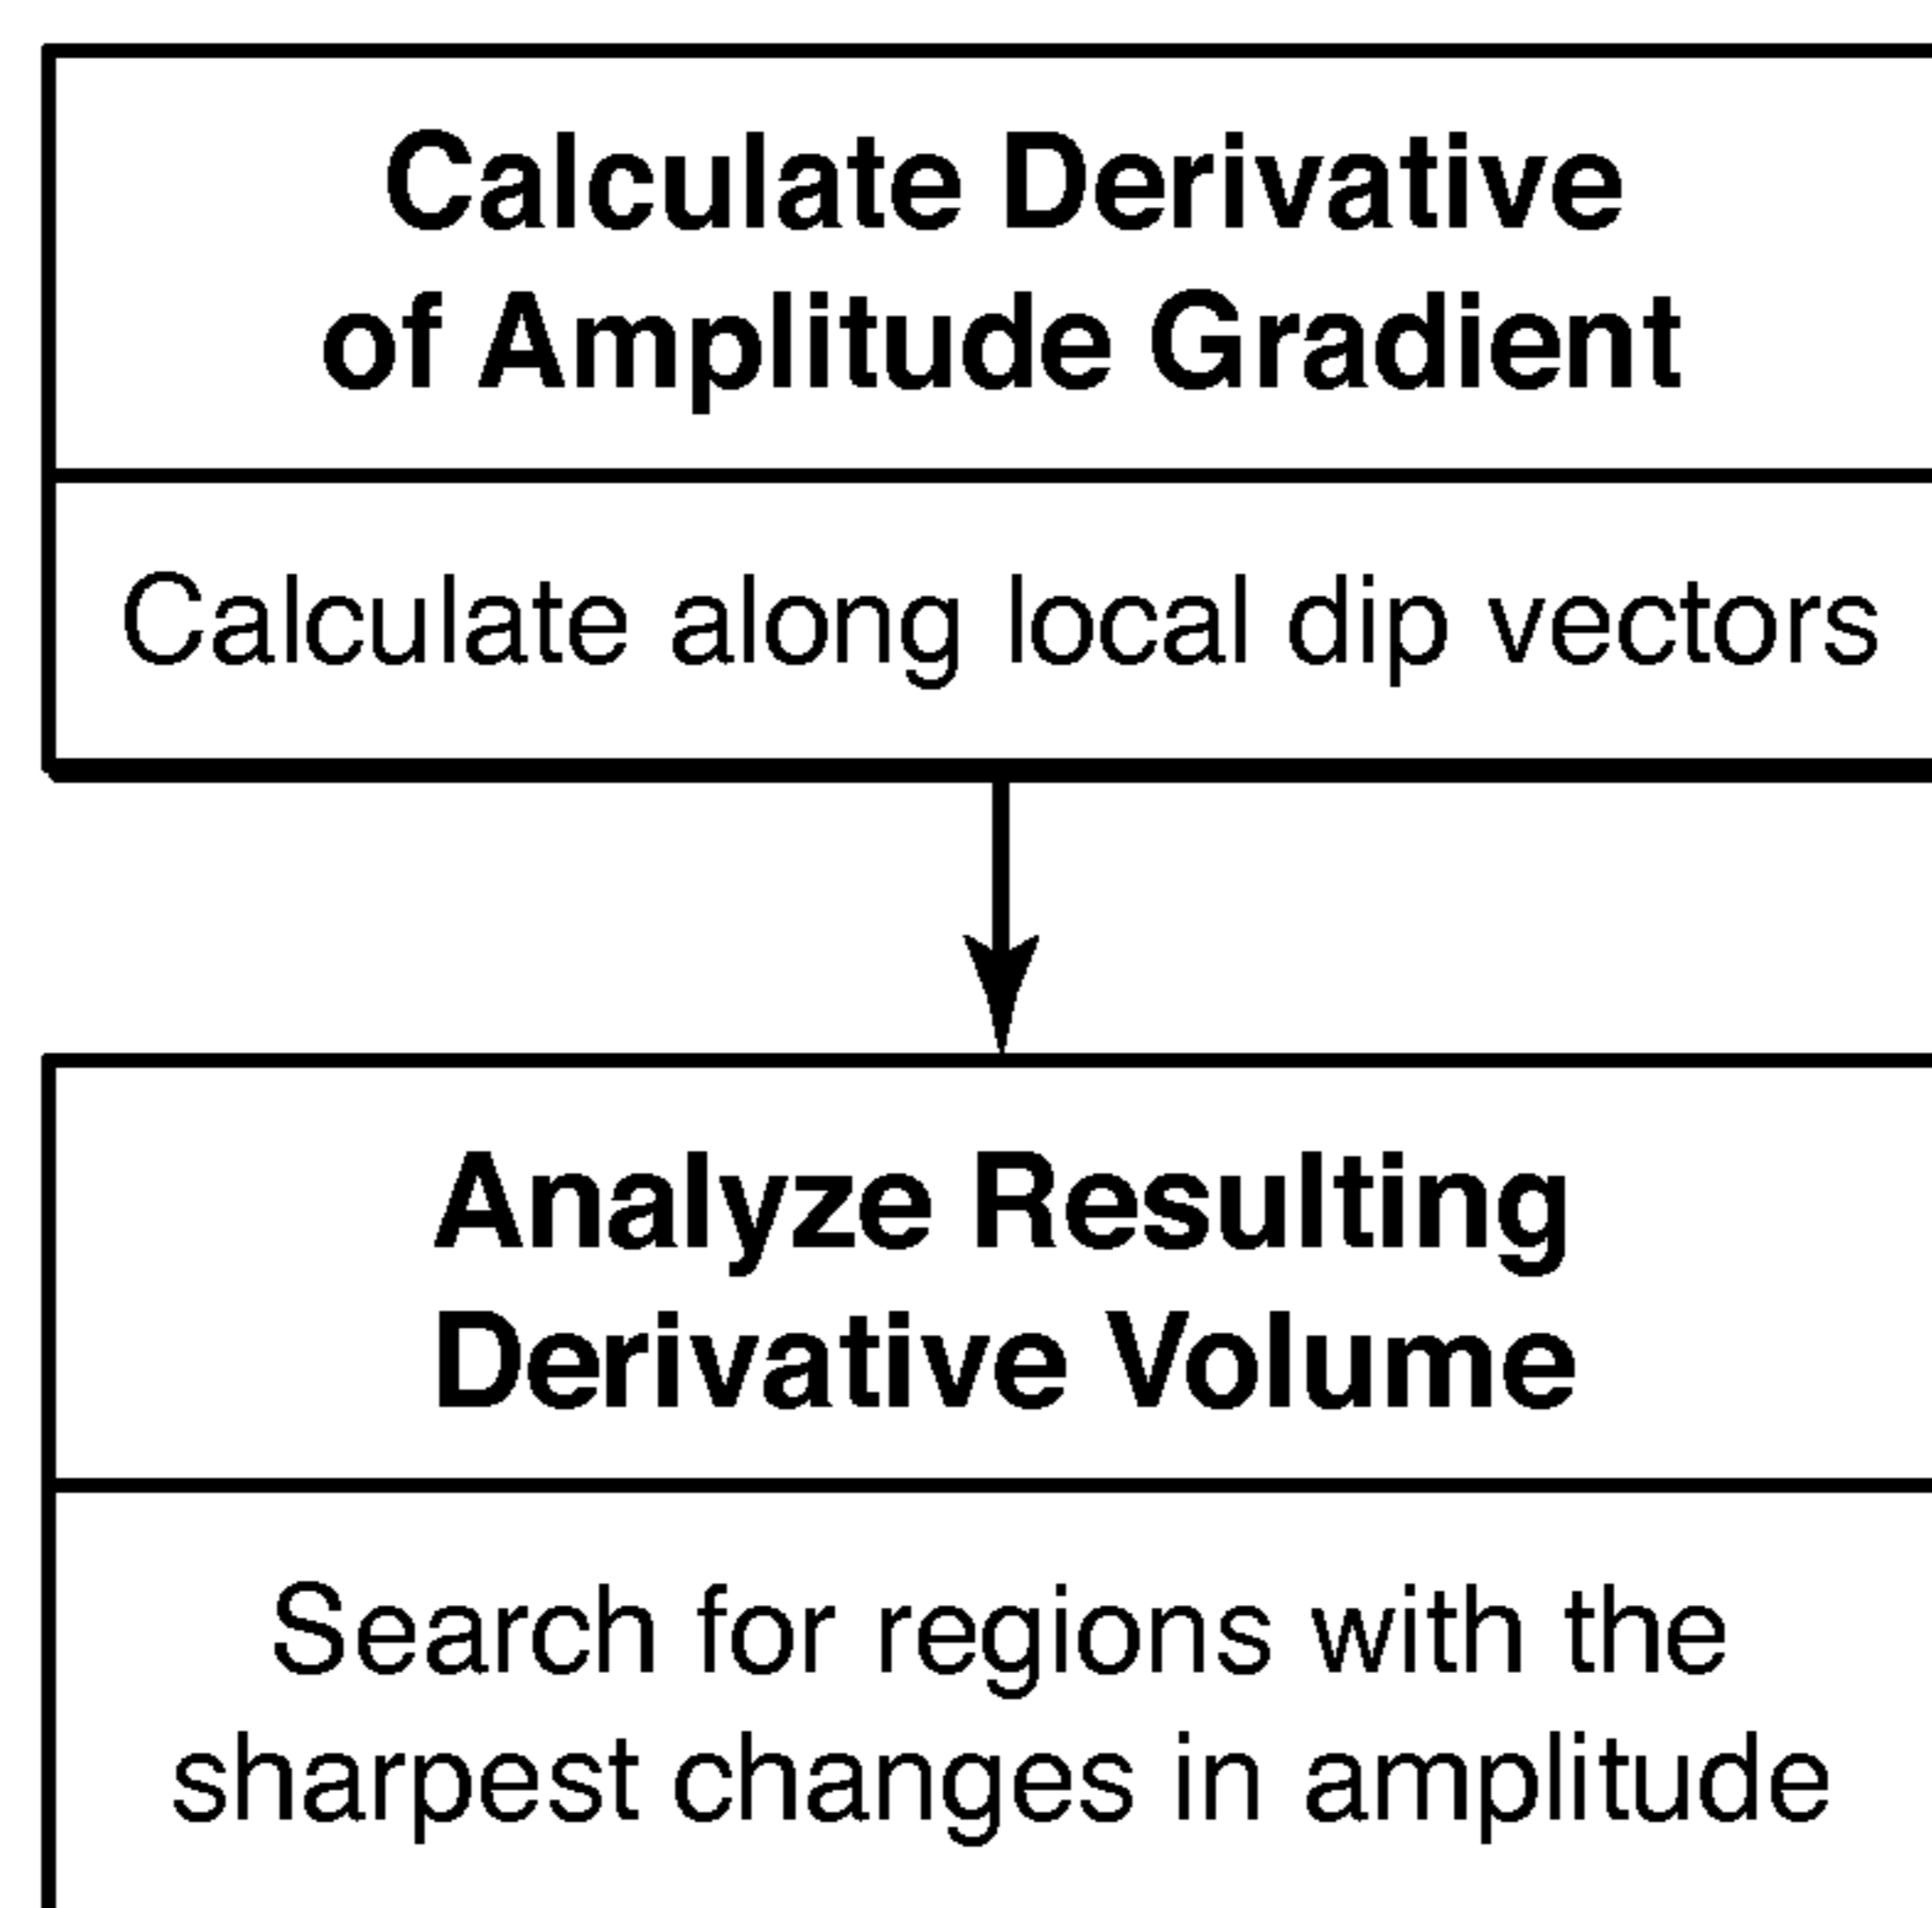 Calculate Derivative
of Amplitude Gradient
Calculate along local dip vectors
Analyze Resulting
Derivative Volume
Search for regions with the
sharpest changes in amplitude